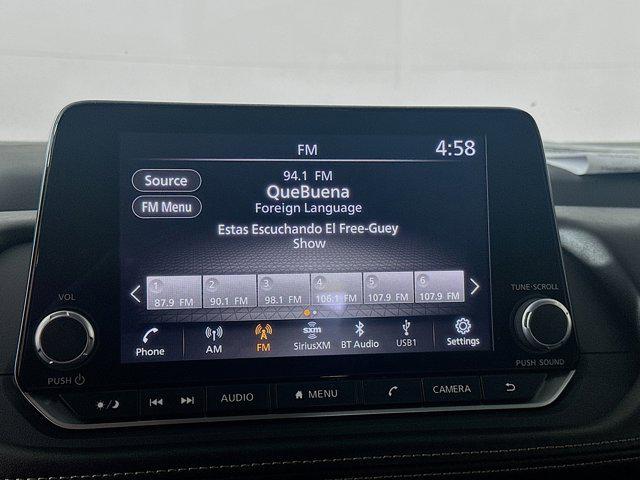 FM
4:58
Source
94.1 FM
QueBuena
FM Menu
Foreign Language
Estas Escuchando El Free-Guey
Show
1 2 3 4 5 6
87.9 FM 90.1 FM 98.1 FM 106.1 FM 107.9 FM 107.9 FM
Phone AM FM SiriusXM BT Audio USB1 Settings
sxm
VOL
PUSH
TUNE·SCROLL
PUSH SOUND
AUDIO MENU CAMERA